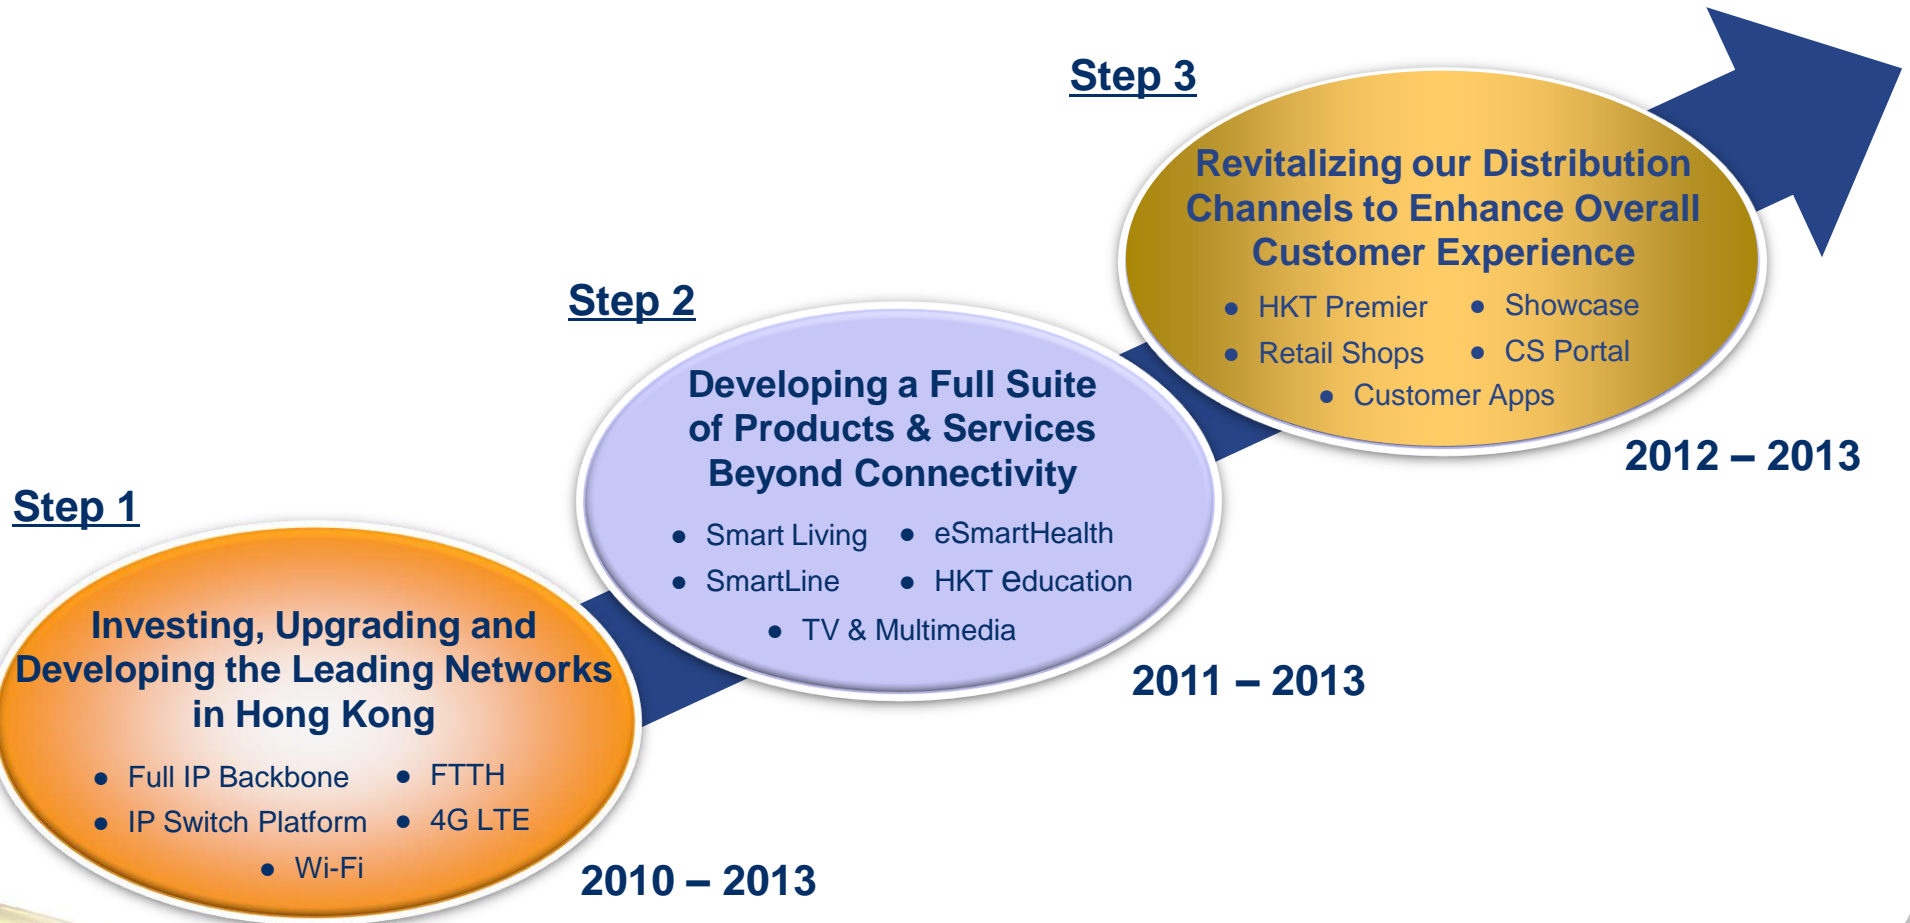 Step 1
Investing, Upgrading and
Developing the Leading Networks
in Hong Kong
● Full IP Backbone ● FTTH
● IP Switch Platform ● 4G LTE
● Wi-Fi
2010 – 2013
Step 2
Developing a Full Suite
of Products & Services
Beyond Connectivity
● Smart Living ● eSmartHealth
● SmartLine ● HKT education
● TV & Multimedia
2011 – 2013
Step 3
Revitalizing our Distribution
Channels to Enhance Overall
Customer Experience
● HKT Premier ● Showcase
● Retail Shops ● CS Portal
● Customer Apps
2012 – 2013